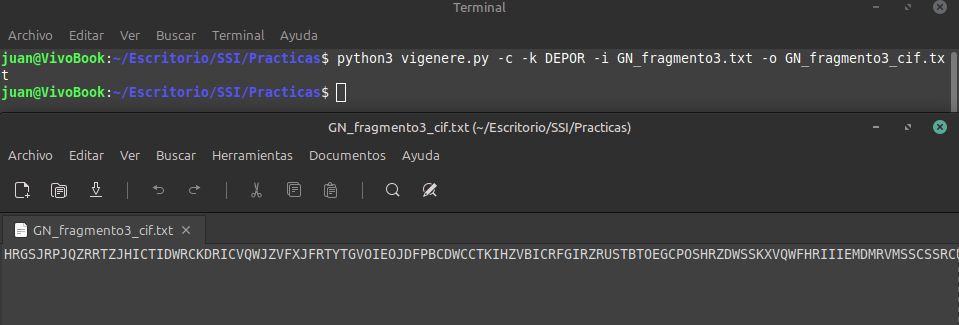 Terminal
Archivo Editar Ver Buscar Terminal Ayuda
juan@VivoBook:~/Escritorio/SSI/Practicas$ python3 vigenere.py -c -k DEPOR -i GN_fragmento3.txt -o GN_fragmento3_cif.tx
t
juan@VivoBook:~/Escritorio/SSI/Practicas$
GN_fragmento3_cif.txt (~/Escritorio/SSI/Practicas)
Archivo Editar Ver Buscar Herramientas Documentos Ayuda
GN_fragmento3_cif.txt
HRGSJRPJQZRRTZJHICTIDWRCKDRICVQWJZVFXJFRTYTGVOIEOJDFPBCDWCCTKIHZVBICRFGIRZRUSTBTOEGCPOSHRZDWSSKXVQWFHRIIIEMDMRVMSSCSSRC